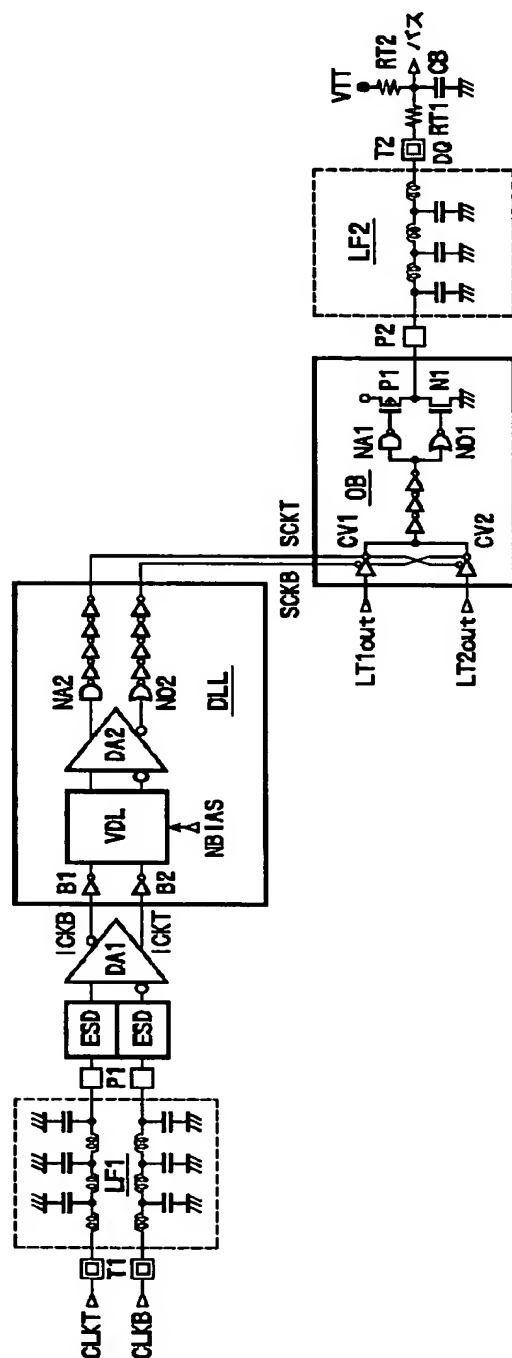 CLKT
CLKB
T1
LF1
P1
ESD
ESD
DA1
ICKB
ICKT
B1
B2
VDL
NBIAS
DA2
NA2
NO2
DLL
SCKT
SCKB
LT1out
LT2out
CV1
CV2
OB
NA1
NO1
P1
N1
P2
LF2
T2
DQ
RT1
VTT
RT2
バス
CB